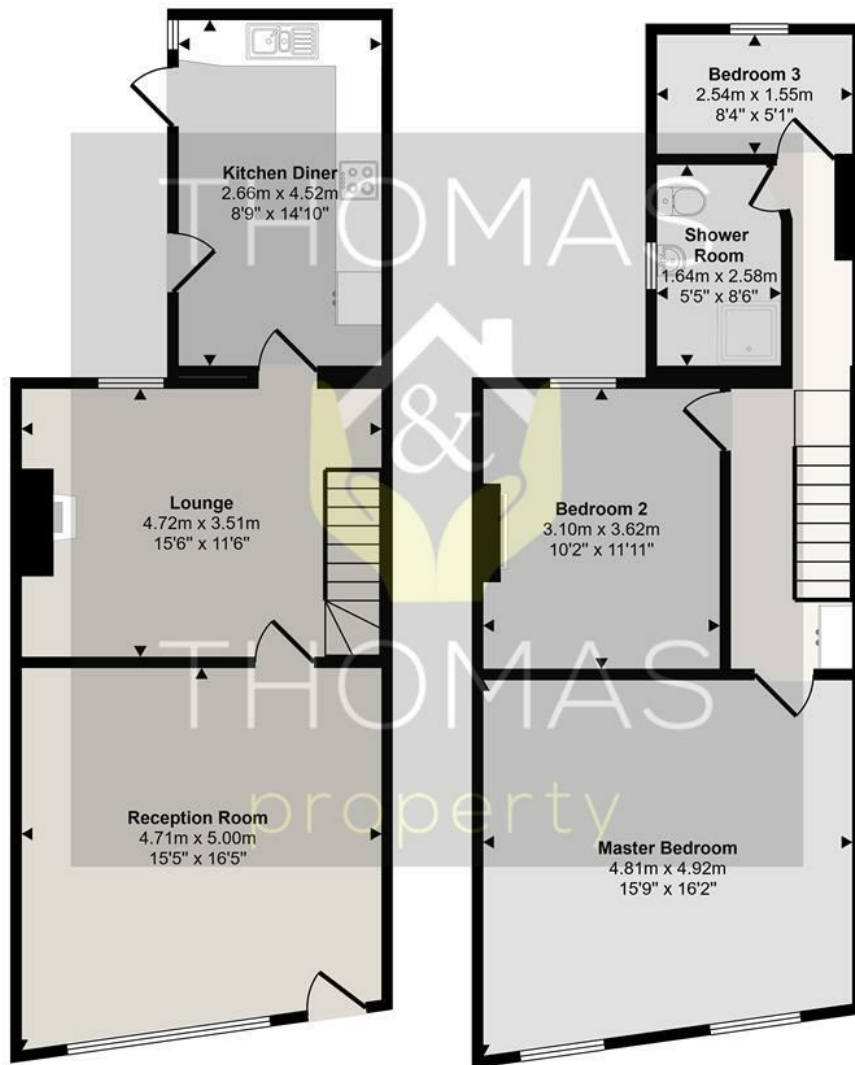 Kitchen Diner
2.66m x 4.52m
8'9" x 14'10"
Bedroom 3
2.54m x 1.55m
8'4" x 5'1"
Shower
Room
1.64m x 2.58m
5'5" x 8'6"
THOMAS
&
THOMAS
property
Lounge
4.72m x 3.51m
15'6" x 11'6"
Bedroom 2
3.10m x 3.62m
10'2" x 11'11"
Reception Room
4.71m x 5.00m
15'5" x 16'5"
Master Bedroom
4.81m x 4.92m
15'9" x 16'2"